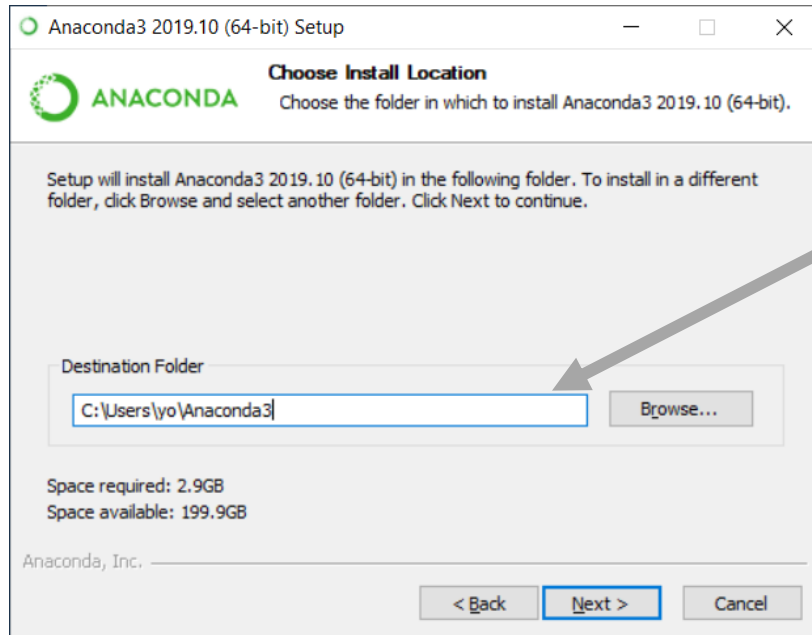 Anaconda3 2019.10 (64-bit) Setup
ANACONDA
Choose Install Location
Choose the folder in which to install Anaconda3 2019.10 (64-bit).
Setup will install Anaconda3 2019.10 (64-bit) in the following folder. To install in a different
folder, click Browse and select another folder. Click Next to continue.
Destination Folder
C:\Users\yo\Anaconda3
Browse...
Space required: 2.9GB
Space available: 199.9GB
Anaconda, Inc.
< Back
Next >
Cancel